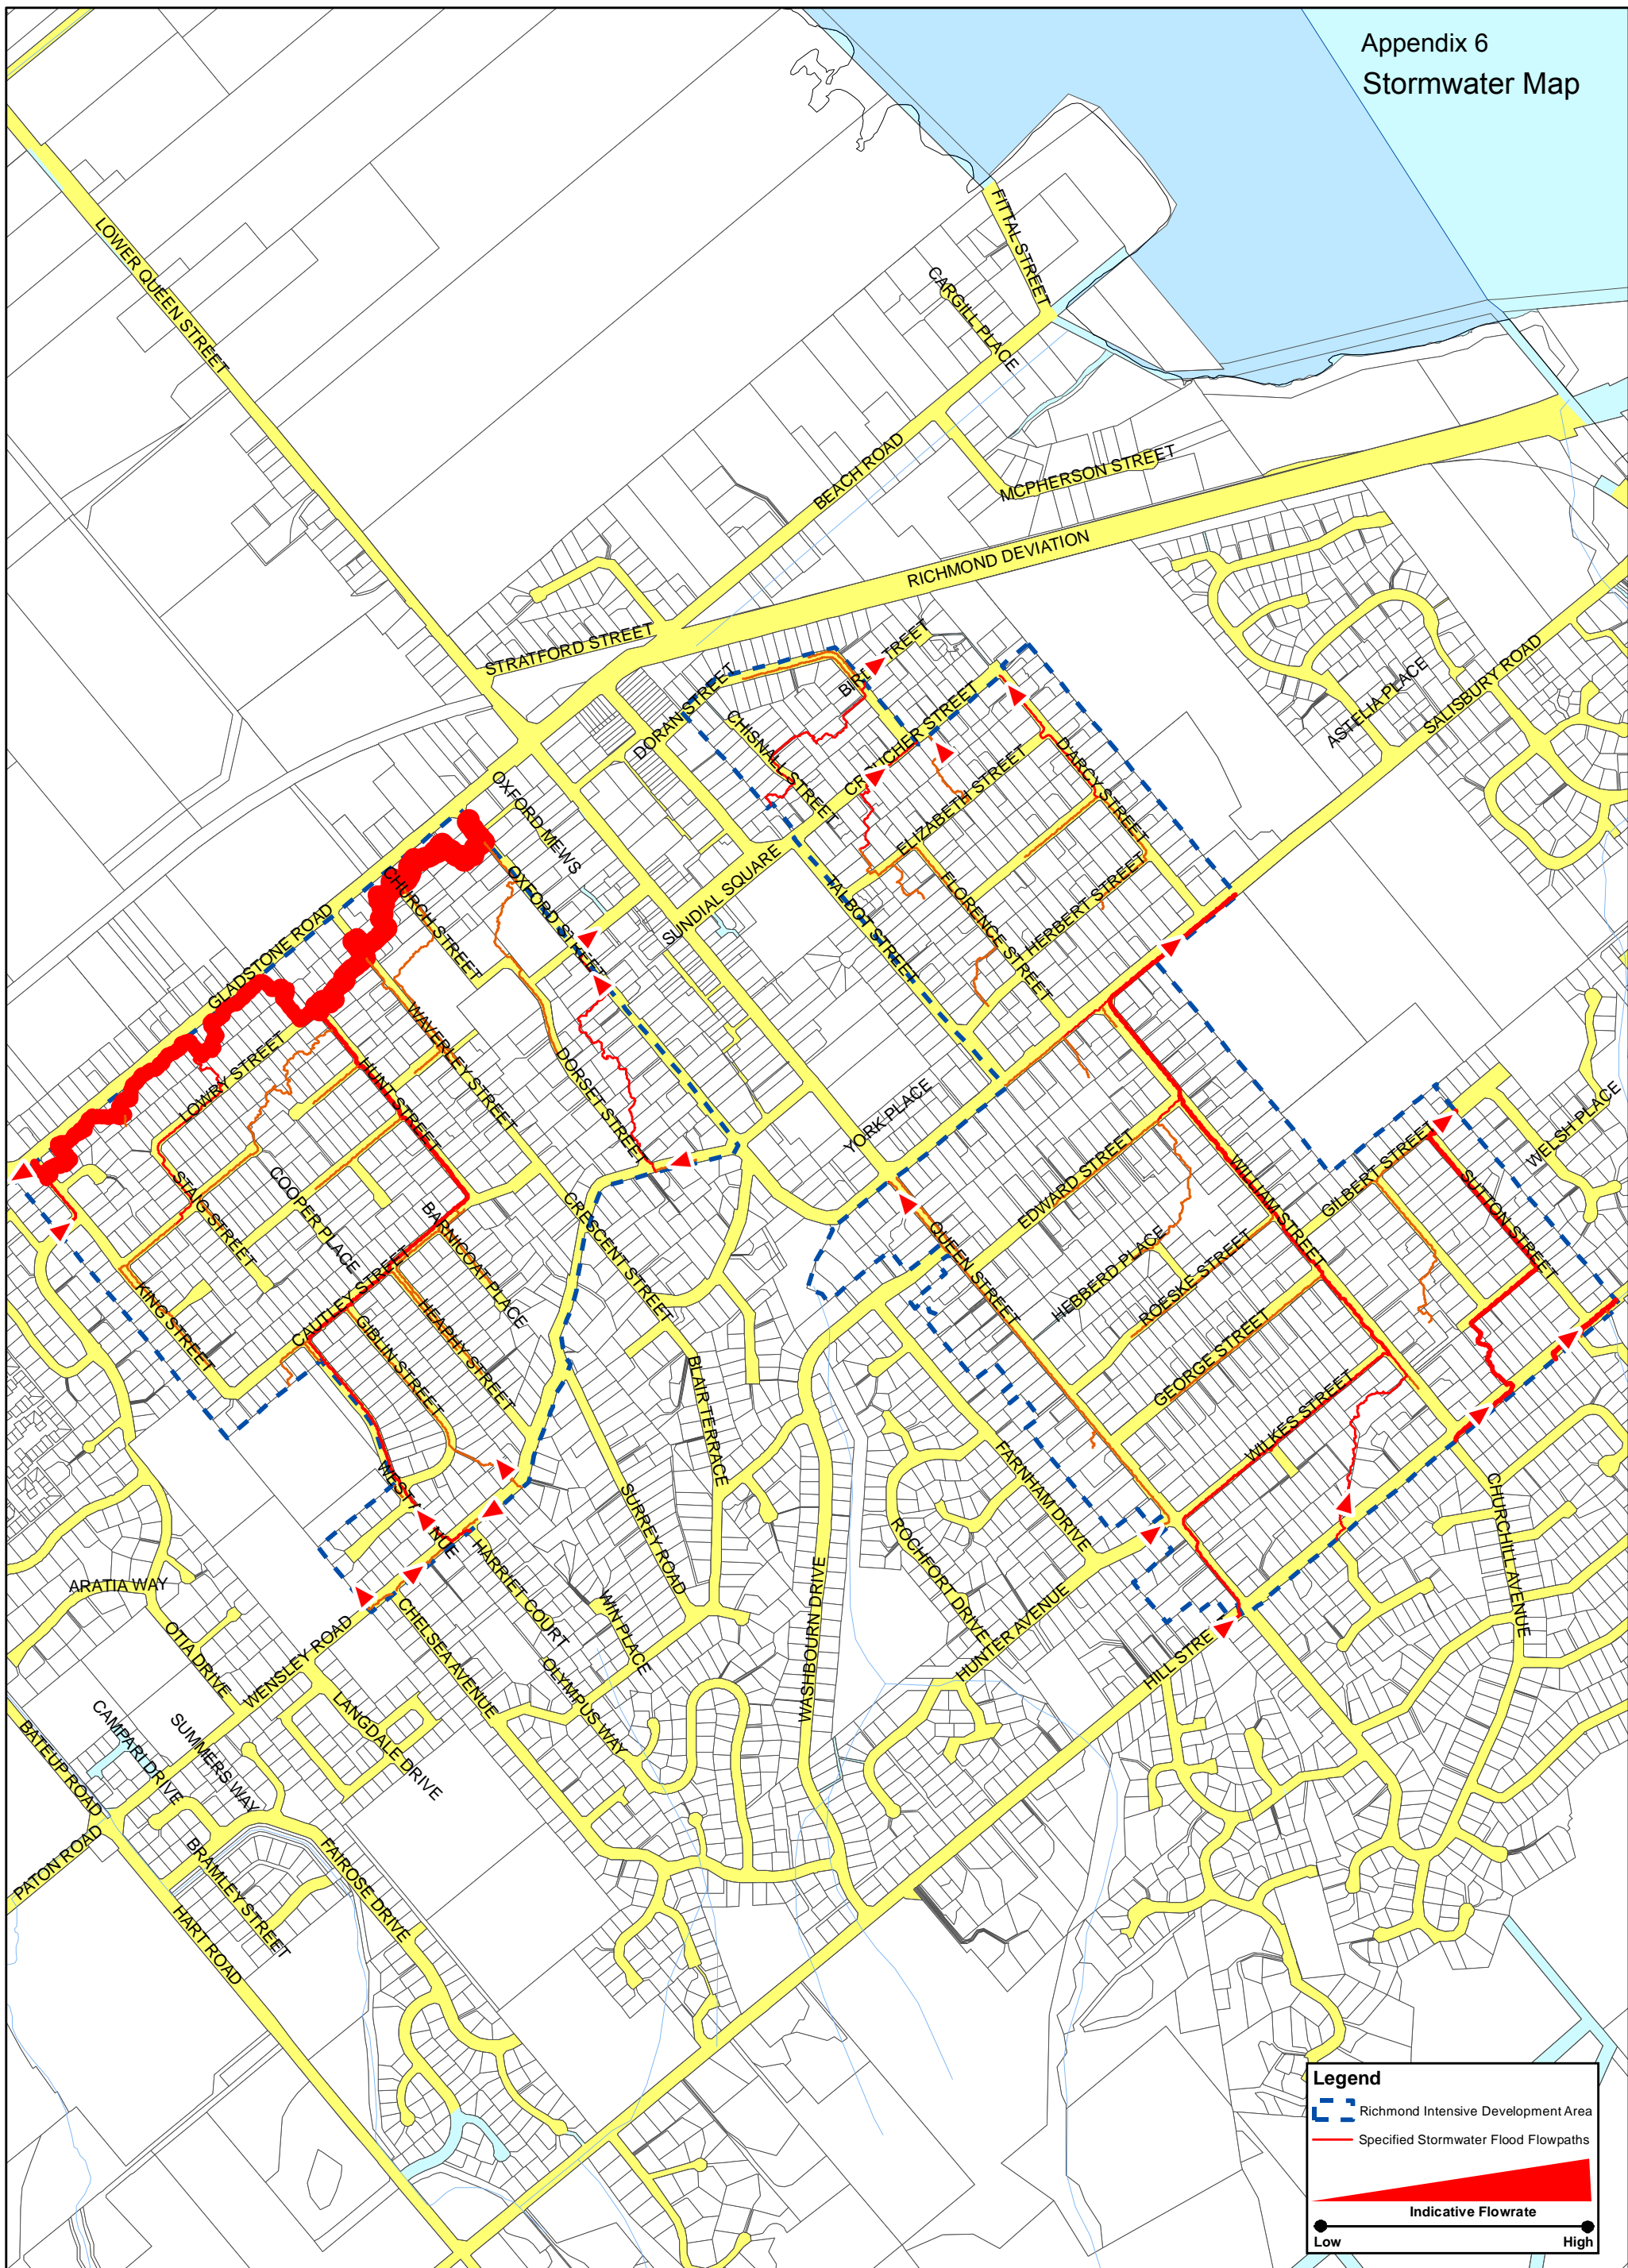 Appendix 6
Stormwater Map
LOWER QUEEN STREET
FITTAL STREET
CARGILL PLACE
BEACH ROAD
MCPHERSON STREET
RICHMOND DEVIATION
STRATFORD STREET
DORAN STREET
CHISNALL STREET
ELIZABETH STREET
D'ARCY STREET
ASTELIA PLACE
SALISBURY ROAD
OXFORD MEWS
OXFORD STREET
SUNDIAL SQUARE
TALBOT STREET
FLORENCE STREET
HERBERT STREET
CHURCH STREET
GLADSTONE ROAD
LOWRY STREET
HUNT STREET
WAVERLEY STREET
DORSET STREET
YORK PLACE
EDWARD STREET
WILLIAM STREET
GILBERT STREET
SUTTON STREET
WELSH PLACE
STAIG STREET
COOPER PLACE
BARNICOAT PLACE
CRESCENT STREET
QUEEN STREET
HEBBERD PLACE
ROESKE STREET
KING STREET
CAUTLEY STREET
GIBLIN STREET
HEAPHY STREET
BLAIR TERRACE
GEORGE STREET
WILKES STREET
SURREY ROAD
FARNHAM DRIVE
ROCHFORT DRIVE
CHURCHILL AVENUE
HARRIET COURT
WIN PLACE
WASHBOURN DRIVE
HUNTER AVENUE
HILL STRE
ARATIA WAY
OTIA DRIVE
WENSLEY ROAD
CHELSEA AVENUE
OLYMPUS WAY
LANGDALE DRIVE
SUMMERS WAY
CAMPARI DRIVE
BATEUP ROAD
PATON ROAD
BRAMLEY STREET
FAIROSE DRIVE
HART ROAD
Legend
Richmond Intensive Development Area
Specified Stormwater Flood Flowpaths
Indicative Flowrate
Low High